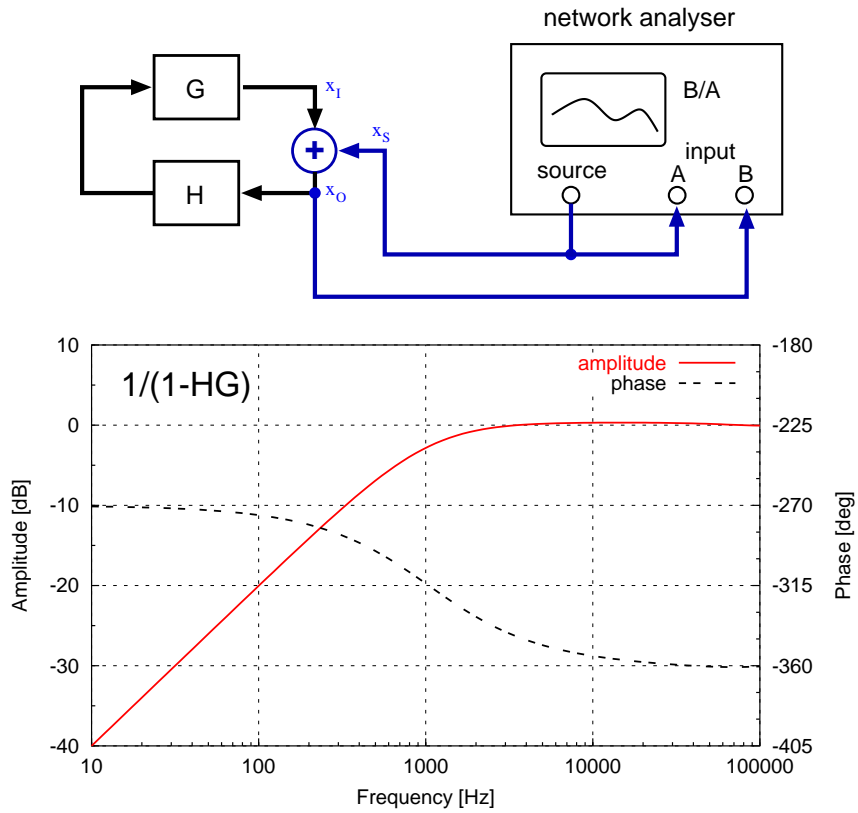 network analyser
G
x_I
B/A
+
x_S
input
source
A
B
H
x_O
10
-180
1/(1-HG)
amplitude
phase
0
-225
-10
-270
-20
-315
-30
-360
-40
-405
Amplitude [dB]
Phase [deg]
10
100
1000
10000
100000
Frequency [Hz]